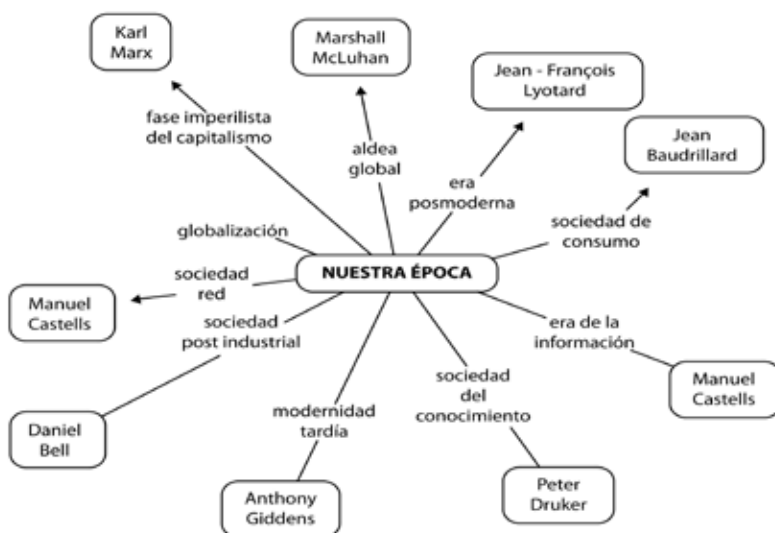 Karl
Marx
Marshall
McLuhan
Jean - François
Lyotard
Jean
Baudrillard
fase imperilista
del capitalismo
aldea
global
era
posmoderna
sociedad de
consumo
globalización
NUESTRA ÉPOCA
sociedad
red
Manuel
Castells
sociedad
post industrial
era de la
información
Manuel
Castells
sociedad
del
conocimiento
modernidad
tardía
Daniel
Bell
Anthony
Giddens
Peter
Druker